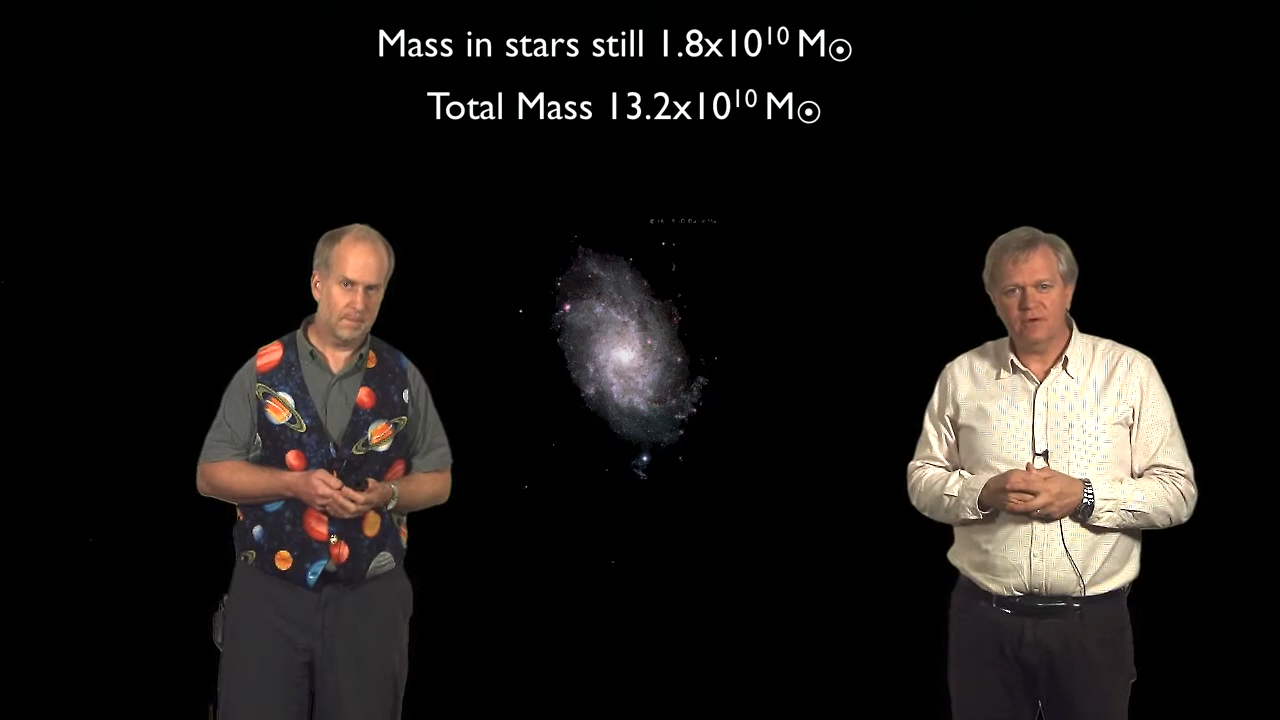 Mass in stars still 1.8x10¹⁰ M☉
Total Mass 13.2x10¹⁰ M☉